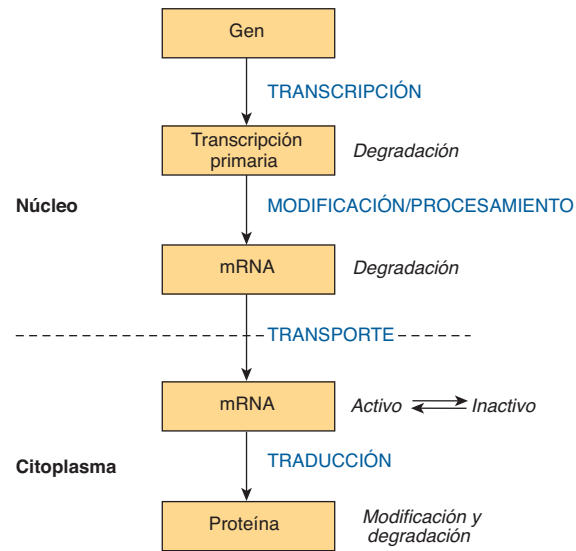 Gen
TRANSCRIPCIÓN
Transcripción
primaria
Degradación
Núcleo
MODIFICACIÓN/PROCESAMIENTO
mRNA
Degradación
TRANSPORTE
mRNA
Activo
Inactivo
Citoplasma
TRADUCCIÓN
Proteína
Modificación y
degradación